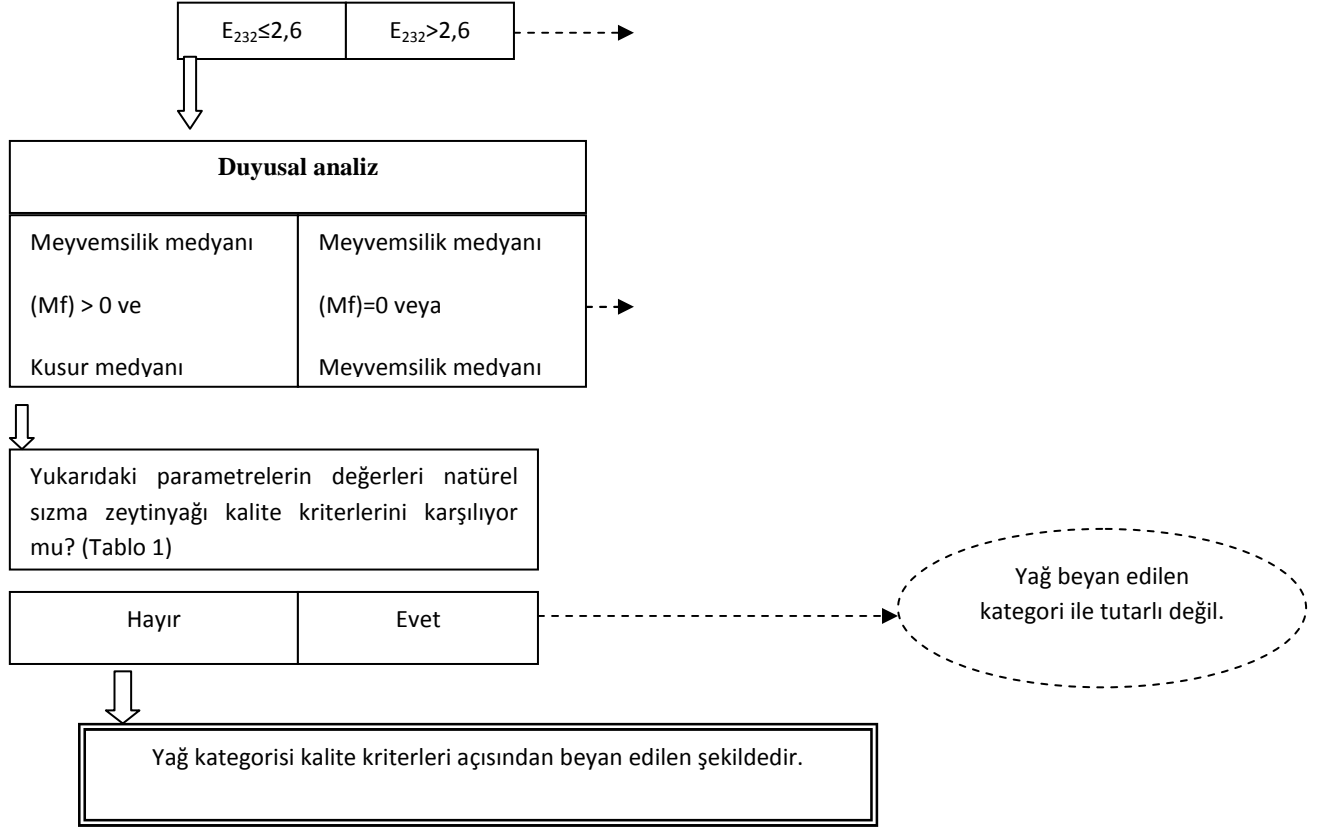 E₂₃₂≤2,6
E₂₃₂>2,6
Duyusal analiz
Meyvemsilik medyanı
(Mf) > 0 ve
Kusur medyanı
Meyvemsilik medyanı
(Mf)=0 veya
Meyvemsilik medyanı
Yukarıdaki parametrelerin değerleri natürel
sızma zeytinyağı kalite kriterlerini karşılıyor
mu? (Tablo 1)
Hayır
Evet
Yağ beyan edilen
kategori ile tutarlı değil.
Yağ kategorisi kalite kriterleri açısından beyan edilen şekildedir.